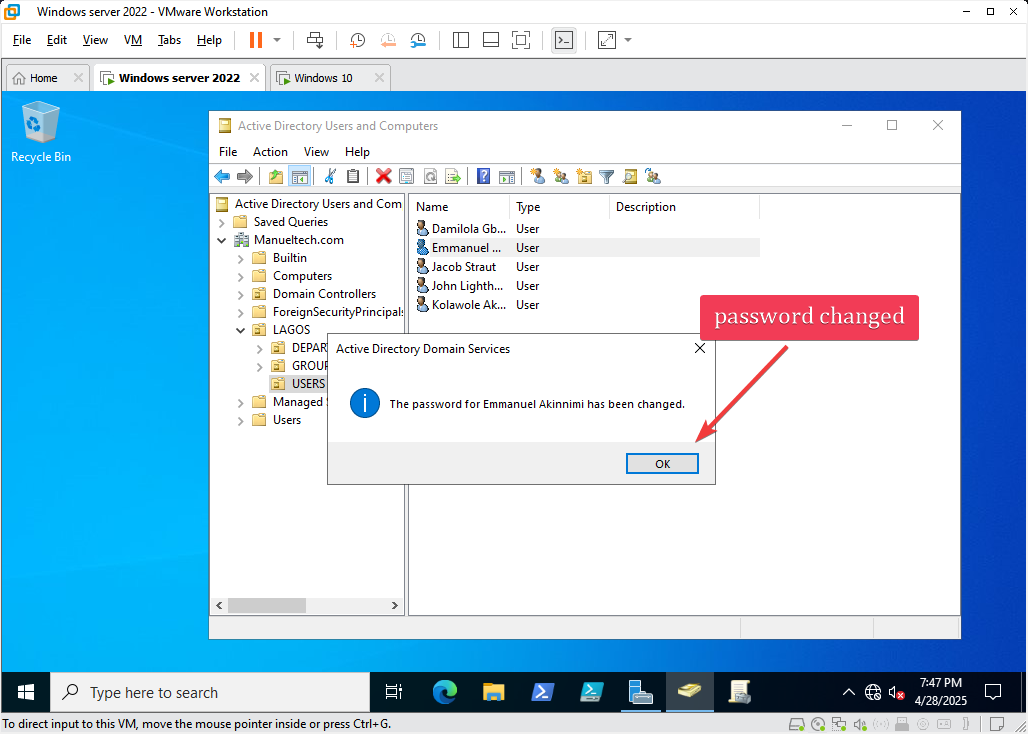 Windows server 2022 - VMware Workstation
File Edit View VM Tabs Help
Home Windows server 2022 Windows 10
Recycle Bin
Active Directory Users and Computers
File Action View Help
Active Directory Users and Com
Saved Queries
Manueltech.com
Builtin
Computers
Domain Controllers
ForeignSecurityPrincipals
LAGOS
DEPAR
GROUP
USERS
Managed
Users
Name Type Description
Damilola Gb... User
Emmanuel ... User
Jacob Straut User
John Lighth... User
Kolawole Ak... User
password changed
Active Directory Domain Services
The password for Emmanuel Akinnimi has been changed.
OK
Type here to search
7:47 PM
4/28/2025
To direct input to this VM, move the mouse pointer inside or press Ctrl+G.